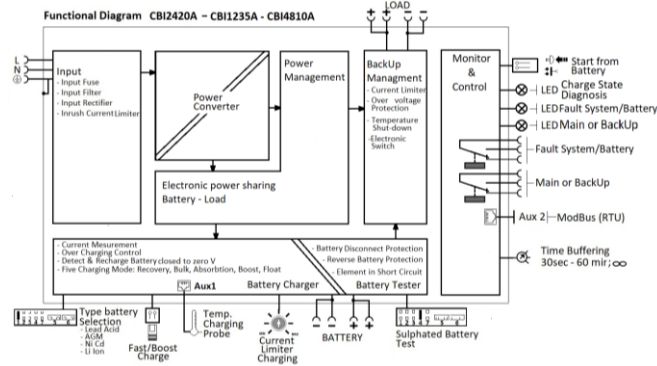 Functional Diagram CBI2420A – CBI1235A - CBI4810A
LOAD
+ + - -
L
N
Input
- Input Fuse
- Input Filter
- Input Rectifier
- Inrush CurrentLimiter
Power
Converter
Power
Management
BackUp
Managment
- Current Limiter
- Over voltage
Protection
- Temperature
Shut-down
-Electronic
Switch
Monitor
&
Control
Start from
Battery
LED Charge State
Diagnosis
LED Fault System/Battery
LED Main or BackUp
Fault System/Battery
Main or BackUp
Aux 2 ModBus (RTU)
Time Buffering
30sec - 60 mir; ∞
Electronic power sharing
Battery - Load
- Current Mesurement
- Over Charging Control
- Detect & Recharge Battery closed to zero V
- Five Charging Mode: Recovery, Bulk, Absorbtion, Boost, Float
Aux1
Battery Charger
- Battery Disconnect Protection
- Reverse Battery Protection
- Element in Short Circuit
Battery Tester
Type battery
Selection
- Lead Acid
- AGM
- Ni Cd
- Li Ion
Fast/Boost
Charge
Temp.
Charging
Probe
Current
Limiter
Charging
- - + +
BATTERY
Sulphated Battery
Test